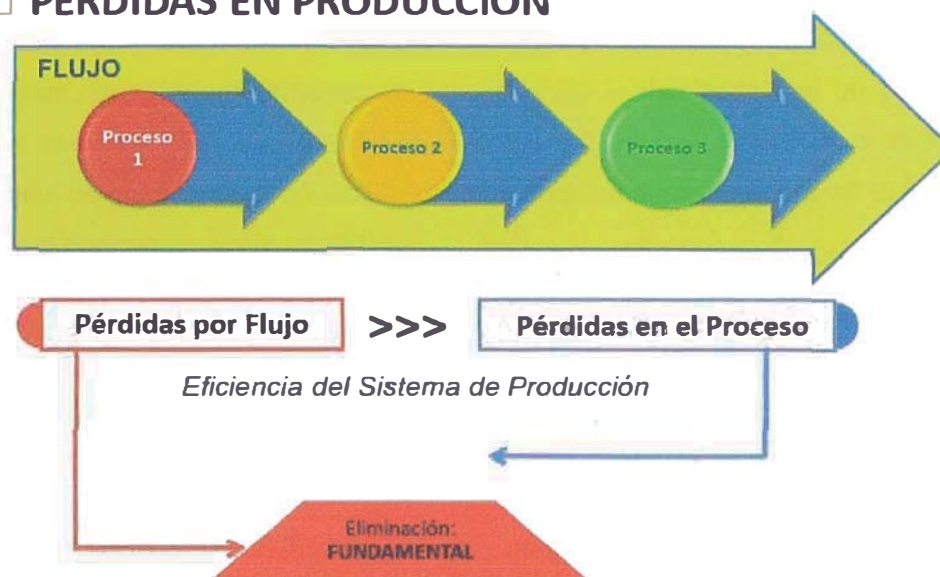 PÉRDIDAS EN PRODUCCIÓN
FLUJO
Proceso
1
Proceso 2
Proceso 3
Pérdidas por Flujo >>> Pérdidas en el Proceso
Eficiencia del Sistema de Producción
Eliminación:
FUNDAMENTAL